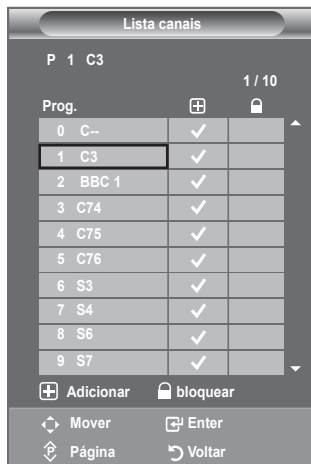 Lista canais
P 1 C3
1 / 10
Prog.
0 C--
1 C3
2 BBC 1
3 C74
4 C75
5 C76
6 S3
7 S4
8 S6
9 S7
Adicionar bloquear
Mover Enter
Página Voltar